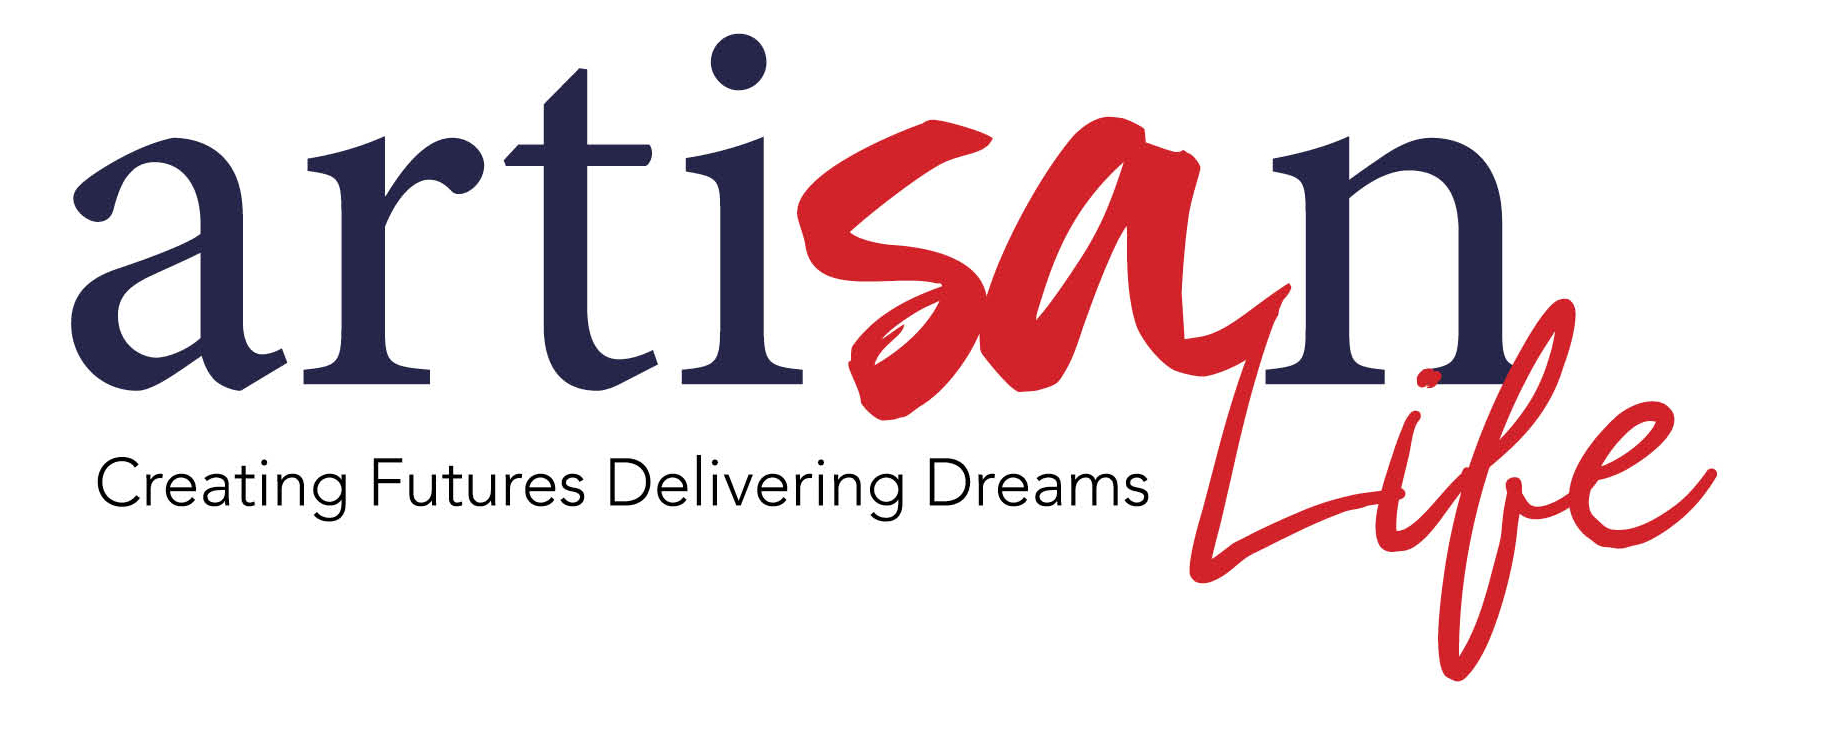 artisan
Life
Creating Futures Delivering Dreams